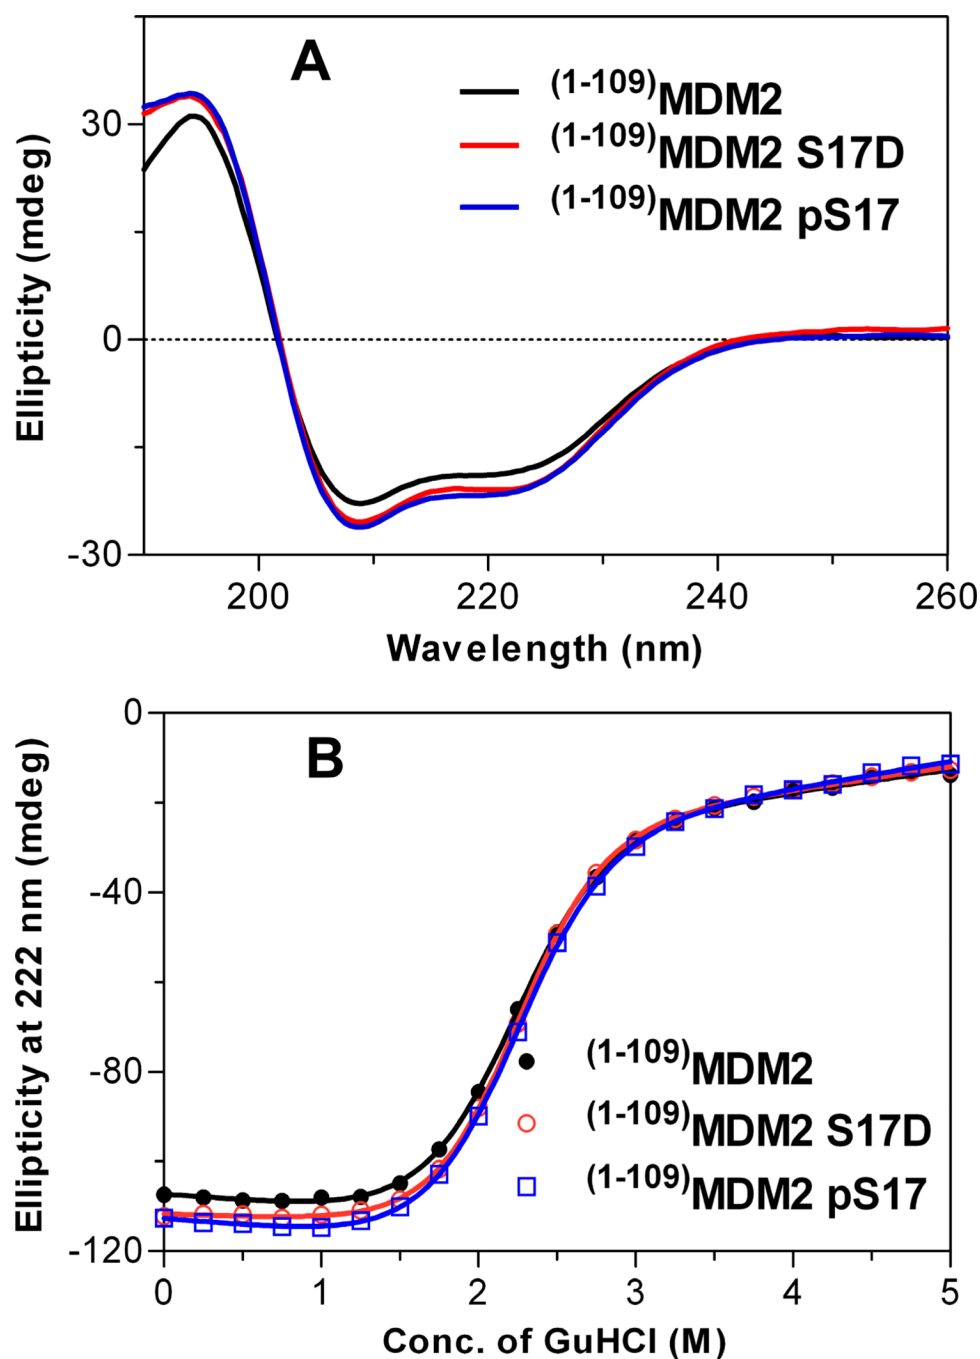 A
(1-109)MDM2
(1-109)MDM2 S17D
(1-109)MDM2 pS17
Ellipticity (mdeg)
30
0
-30
200 220 240 260
Wavelength (nm)
B
Ellipticity at 222 nm (mdeg)
0
-40
-80
-120
(1-109)MDM2
(1-109)MDM2 S17D
(1-109)MDM2 pS17
0 1 2 3 4 5
Conc. of GuHCl (M)